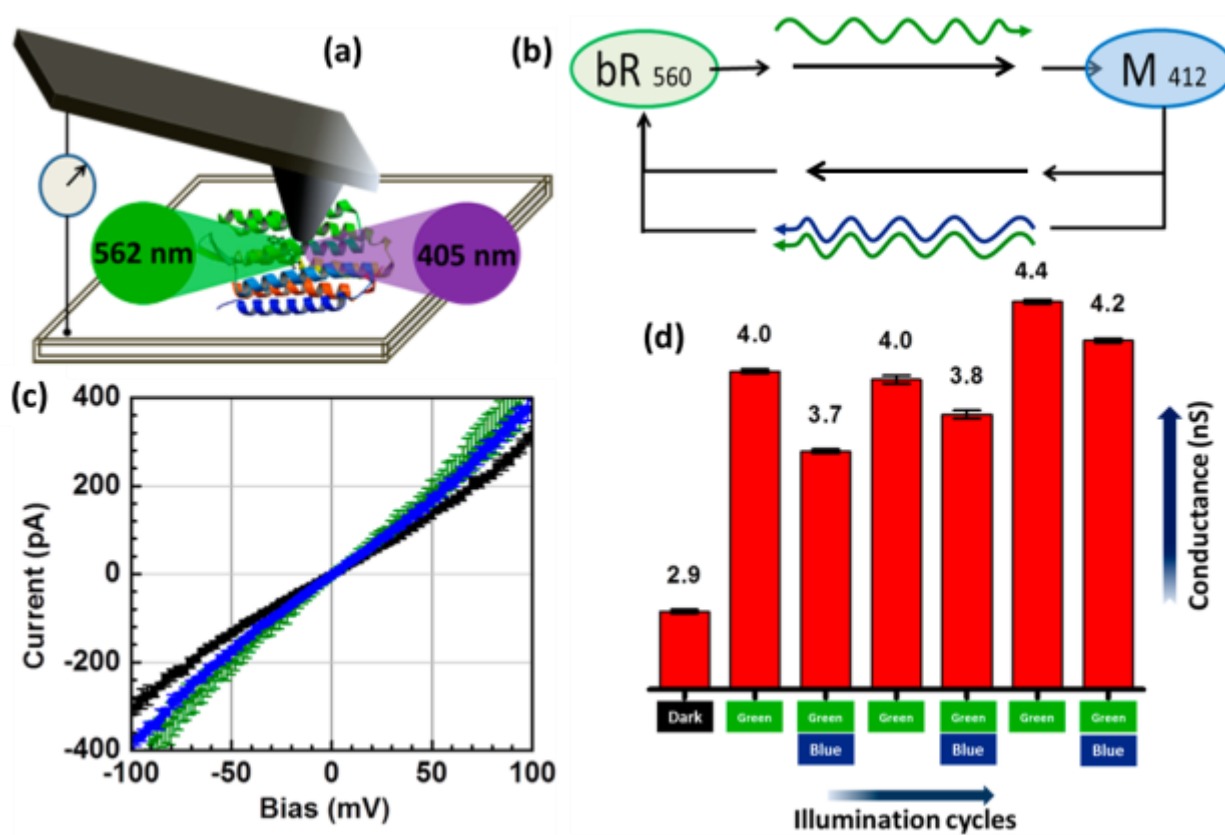 (a)
562 nm
405 nm
(b)
bR 560
M 412
(c)
400
200
0
-200
-400
-100
-50
0
50
100
Current (pA)
Bias (mV)
(d)
2.9
4.0
3.7
4.0
3.8
4.4
4.2
Conductance (nS)
Dark
Green
Green
Green
Green
Green
Green
Blue
Blue
Blue
Illumination cycles